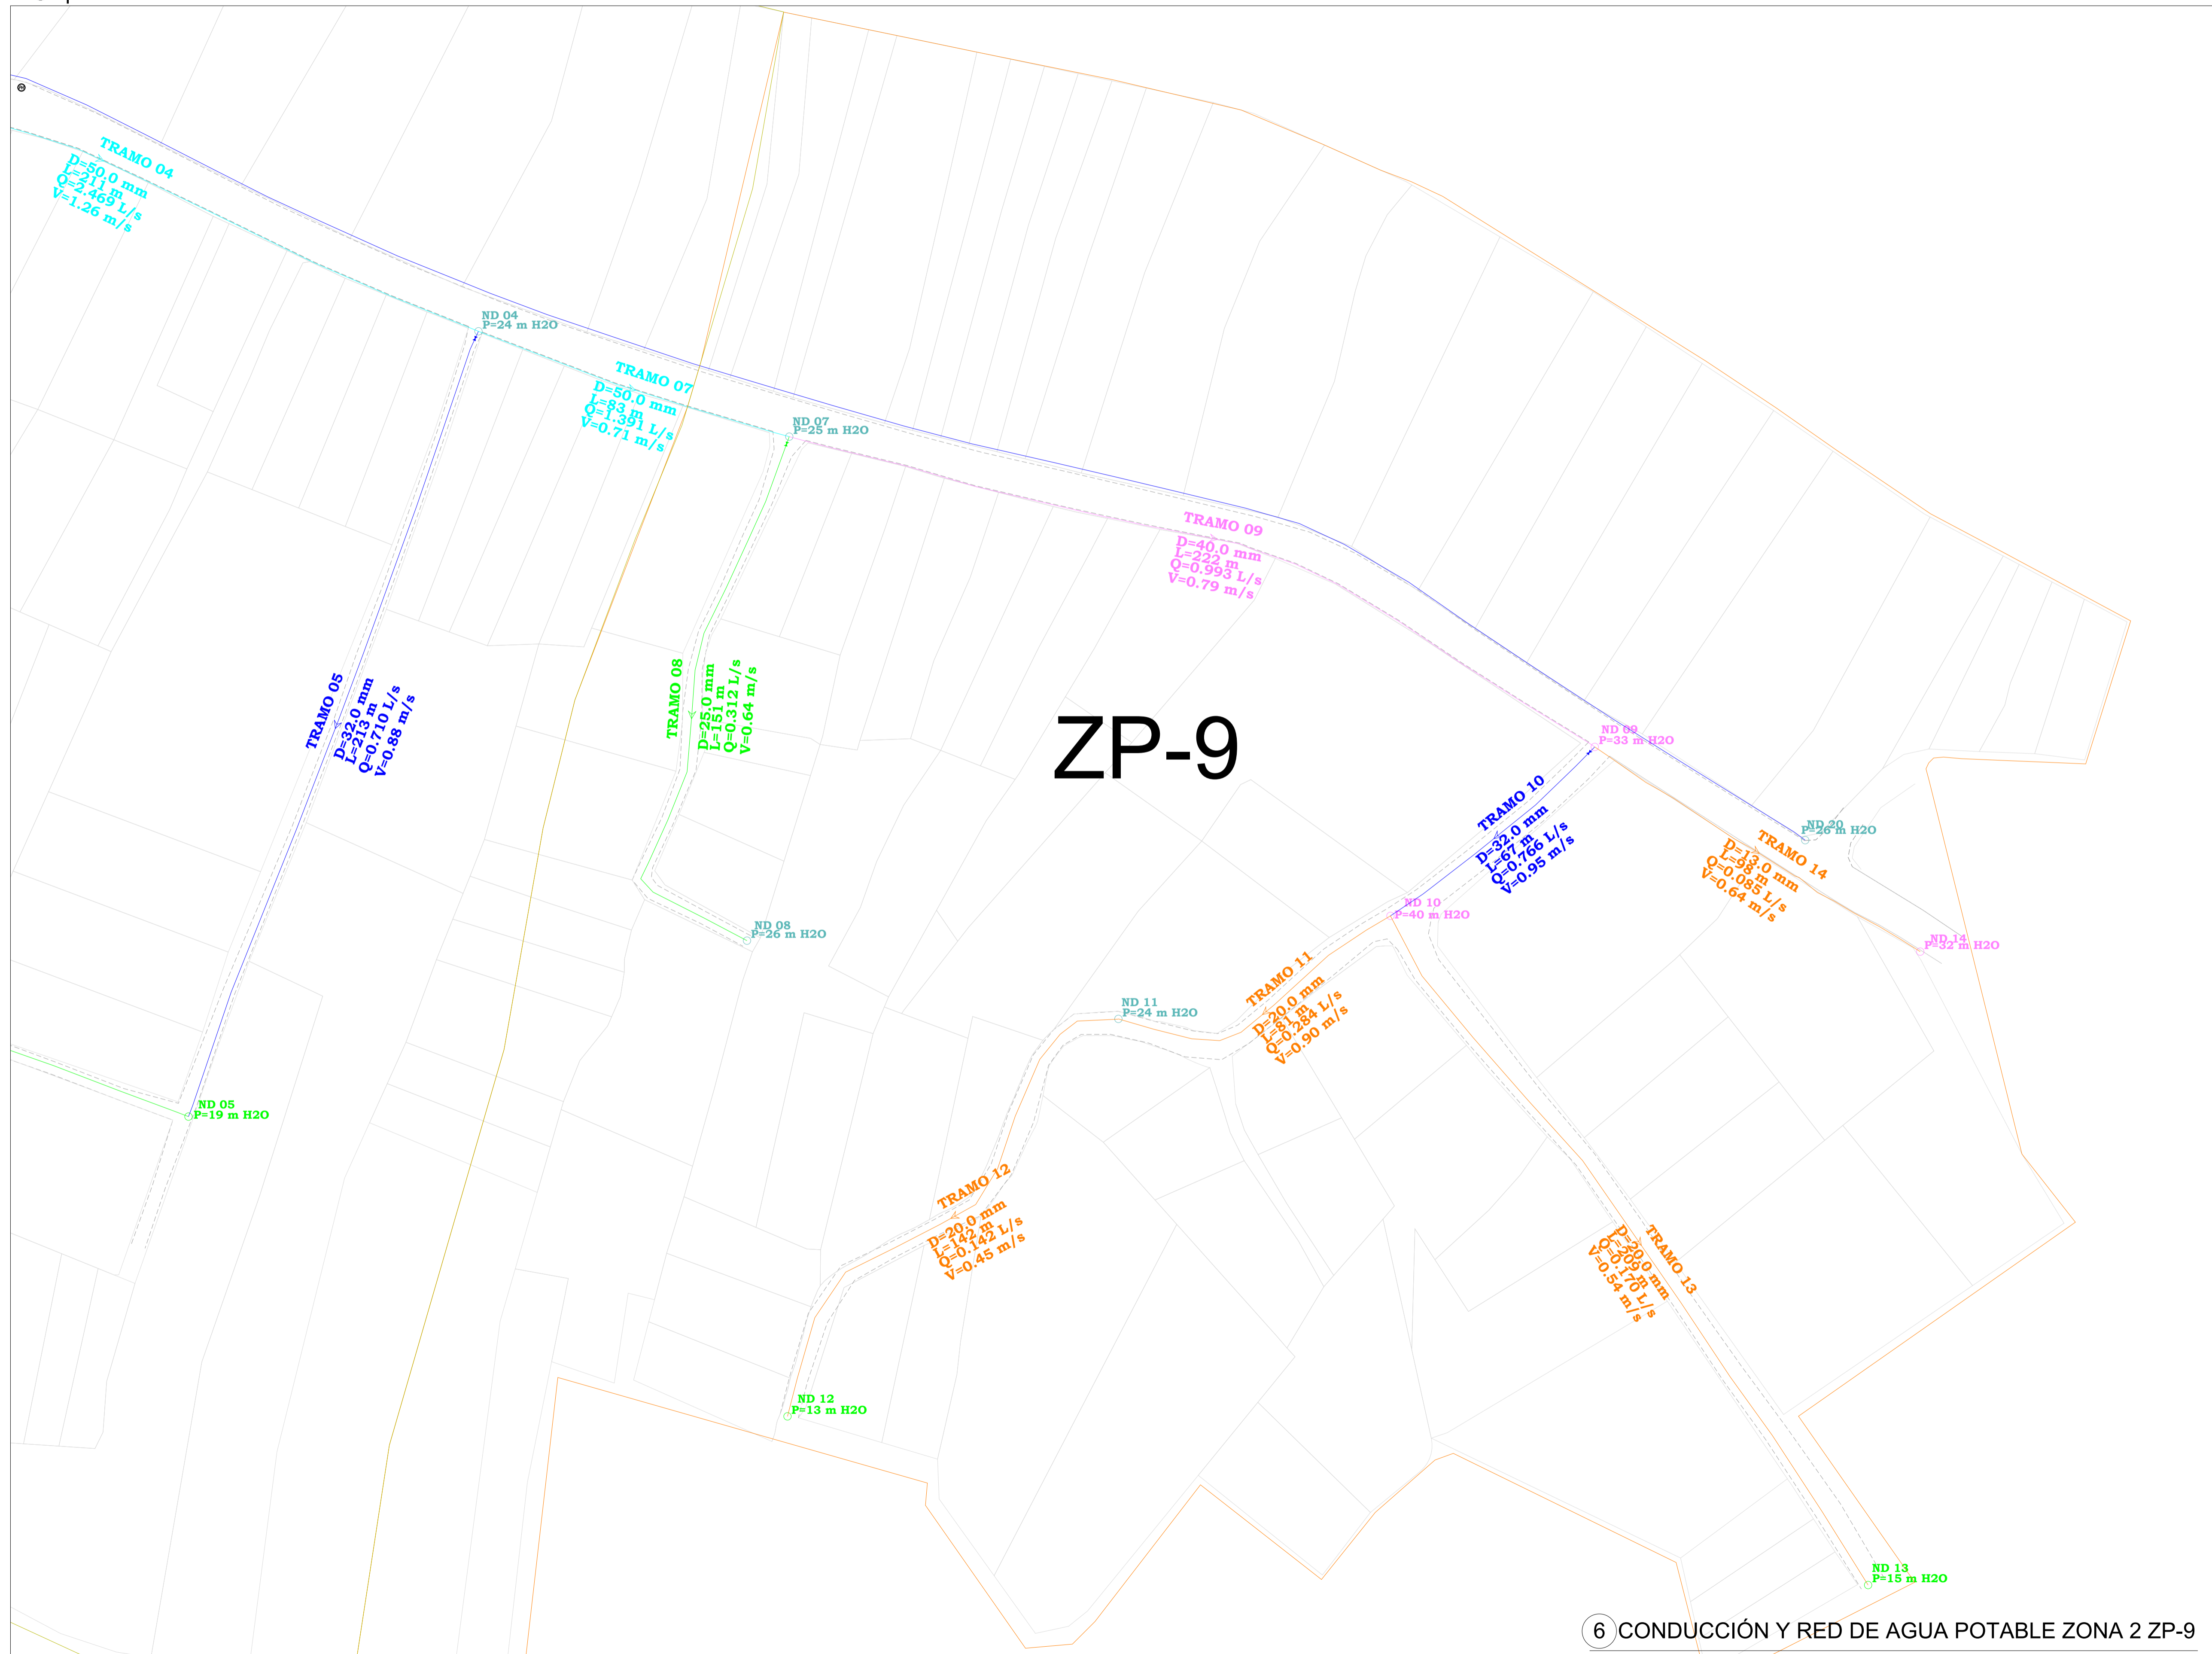 TRAMO 04
D=50.0 mm
L=211 m
Q=2.469 L/s
V=1.26 m/s
ND 04
P=24 m H2O
TRAMO 07
D=50.0 mm
L=83 m
Q=1.391 L/s
V=0.71 m/s
ND 07
P=25 m H2O
TRAMO 09
D=40.0 mm
L=222 m
Q=0.993 L/s
V=0.79 m/s
TRAMO 05
D=32.0 mm
L=213 m
Q=0.710 L/s
V=0.88 m/s
TRAMO 08
D=25.0 mm
L=151 m
Q=0.312 L/s
V=0.64 m/s
ZP-9
ND 09
P=33 m H2O
TRAMO 10
D=32.0 mm
L=67 m
Q=0.766 L/s
V=0.95 m/s
ND 20
P=26 m H2O
TRAMO 14
D=13.0 mm
L=98 m
Q=0.085 L/s
V=0.64 m/s
ND 10
P=40 m H2O
ND 08
P=26 m H2O
ND 14
P=32 m H2O
TRAMO 11
D=20.0 mm
L=81 m
Q=0.284 L/s
V=0.90 m/s
ND 11
P=24 m H2O
ND 05
P=19 m H2O
TRAMO 12
D=20.0 mm
L=142 m
Q=0.142 L/s
V=0.45 m/s
TRAMO 13
D=20.0 mm
L=209 m
Q=0.170 L/s
V=0.54 m/s
ND 12
P=13 m H2O
ND 13
P=15 m H2O
6 CONDUCCIÓN Y RED DE AGUA POTABLE ZONA 2 ZP-9